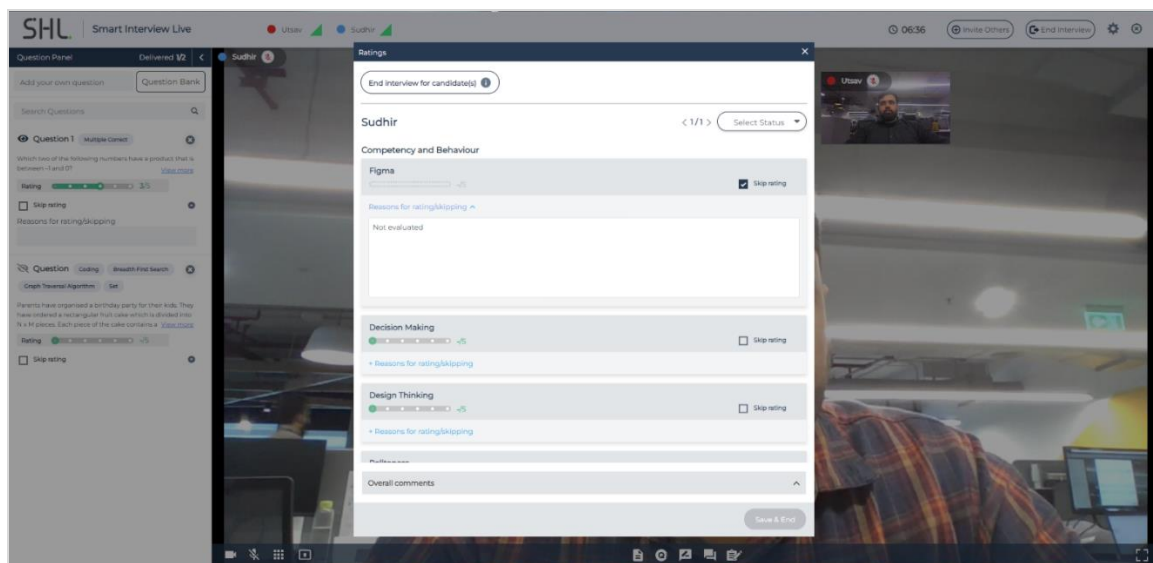 SHL. Smart Interview Live
Utsav Sudhir
06:36 Invite Others End Interview
Question Panel Delivered 1/2 <
Add your own question Question Bank
Search Questions
Question 1 Multiple Correct
Which two of the following numbers have a product that is
between -1 and 0? View more
Rating 3/5
Skip rating
Reasons for rating/skipping
Question Coding Breadth First Search
Graph Traversal Algorithm Set
Parents have organised a birthday party for their kids. They
have ordered a rectangular fruit cake which is divided into
N x M pieces. Each piece of the cake contains a View more
Rating -/5
Skip rating
Sudhir
Utsav
Ratings
End interview for candidate(s)
Sudhir < 1/1 > Select Status
Competency and Behaviour
Figma
-/5 Skip rating
Reasons for rating/skipping
Not evaluated
Decision Making
-/5 Skip rating
+ Reasons for rating/skipping
Design Thinking
-/5 Skip rating
+ Reasons for rating/skipping
Overall comments
Save & End